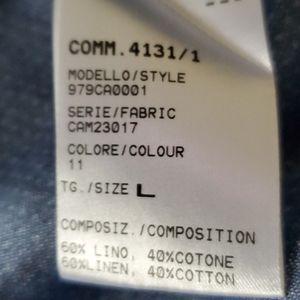 COMM.4131/1
MODELLO/STYLE
979CA0001
SERIE/FABRIC
CAM23017
COLORE/COLOUR
11
TG./SIZE L
COMPOSIZ./COMPOSITION
60% LINO, 40%COTONE
60%LINEN, 40%COTTON